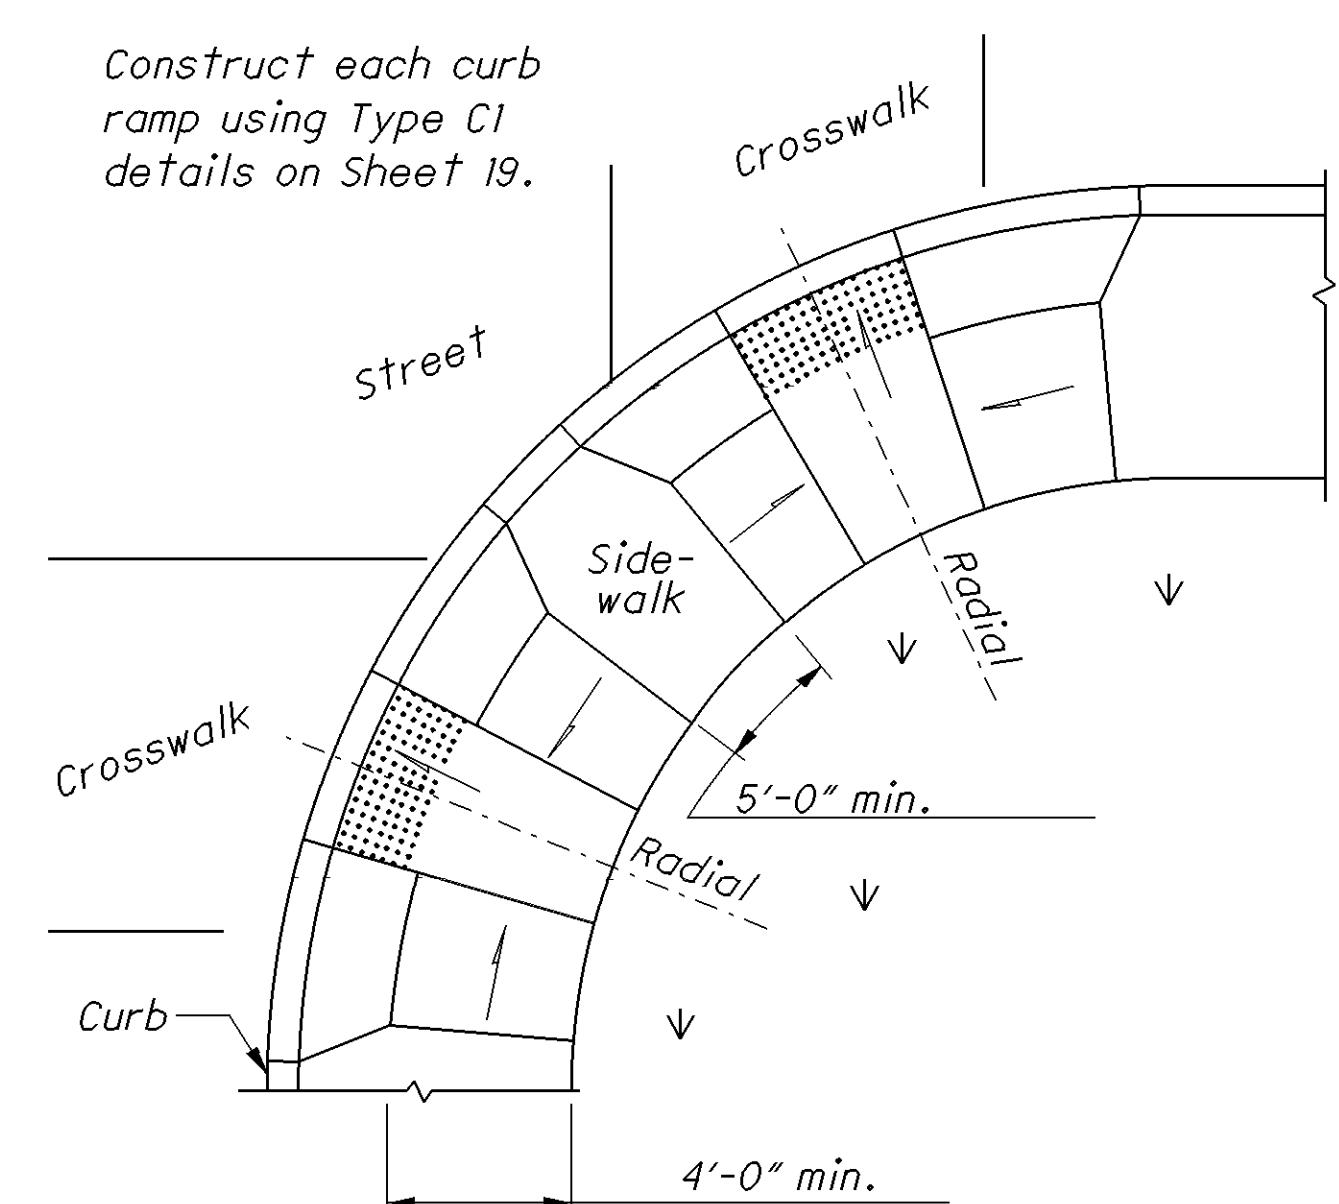 Construct each curb
ramp using Type C1
details on Sheet 19.
Crosswalk
Street
Side-
walk
Radial
Crosswalk
5'-0" min.
Radial
Curb
4'-0" min.